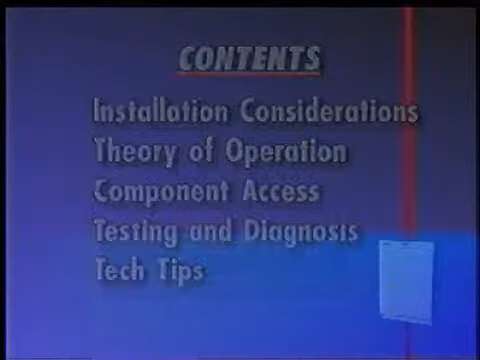 CONTENTS
Installation Considerations
Theory of Operation
Component Access
Testing and Diagnosis
Tech Tips